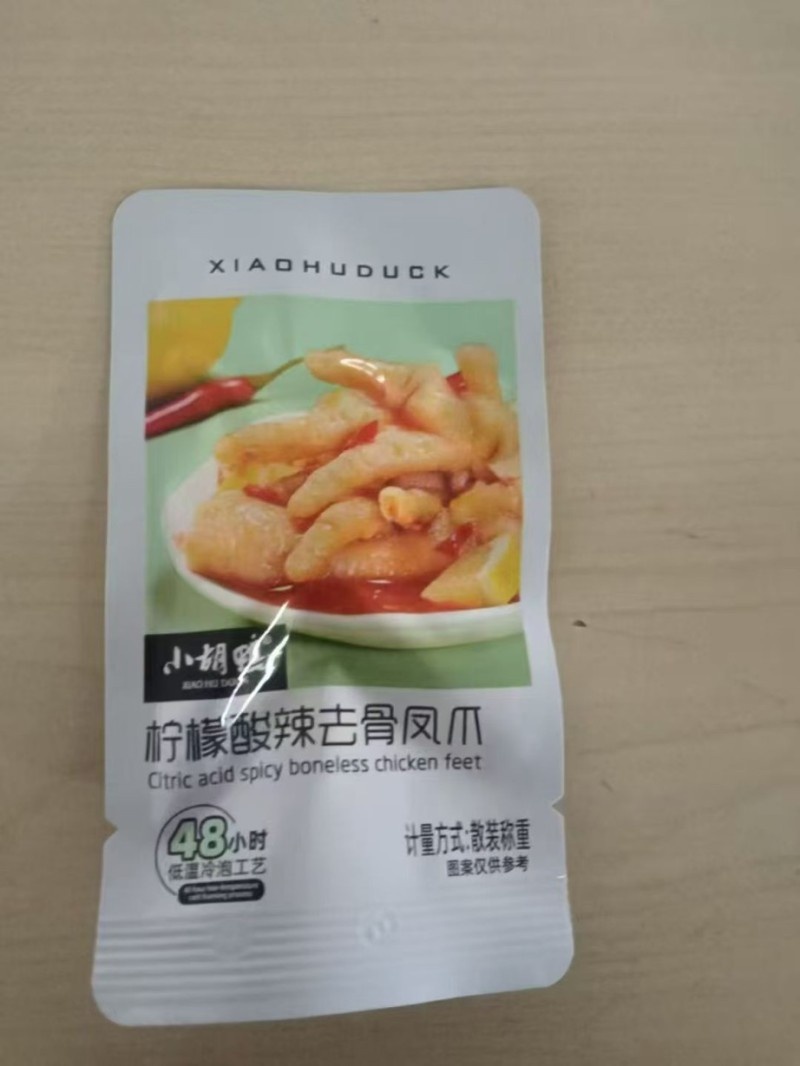 XIAOHUDUCK
小胡鸭
柠檬酸辣去骨凤爪
Citric acid spicy boneless chicken feet
48小时
低温冷泡工艺
计量方式:散装称重
图案仅供参考